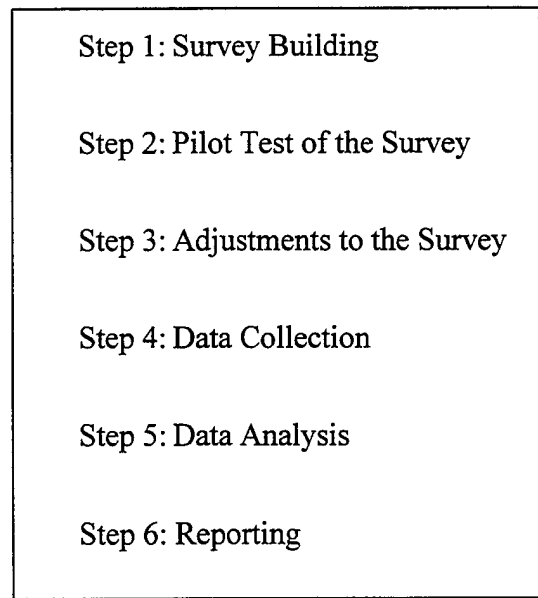 Step 1: Survey Building
Step 2: Pilot Test of the Survey
Step 3: Adjustments to the Survey
Step 4: Data Collection
Step 5: Data Analysis
Step 6: Reporting